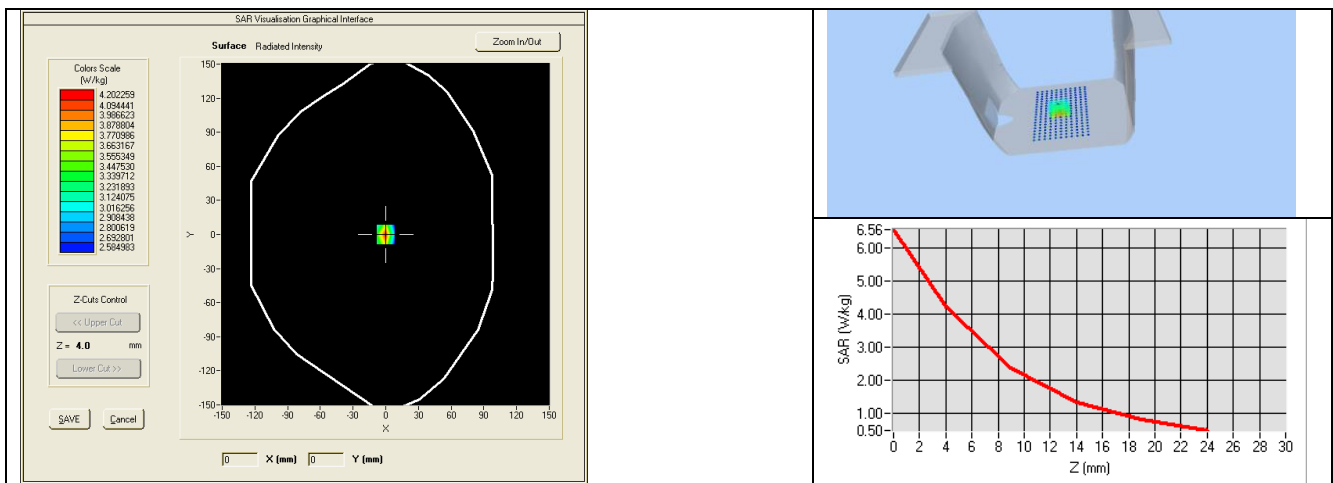 SAR Visualisation Graphical Interface
Surface Radiated Intensity
Zoom In/Out
Colors Scale
(W/kg)
4.202259
4.094441
3.986623
3.878804
3.770986
3.663167
3.555349
3.447530
3.339712
3.231893
3.124075
3.016256
2.908438
2.800619
2.692801
2.584983
Z-Cuts Control
<< Upper Cut
Z = 4.0 mm
Lower Cut >>
SAVE Cancel
150
120
90
60
30
0
-30
-60
-90
-120
-150
Y
-150 -120 -90 -60 -30 0 30 60 90 120 150
X
0 X (mm) 0 Y (mm)
6.56
6.00
5.00
4.00
3.00
2.00
1.00
0.50
SAR (W/kg)
0 2 4 6 8 10 12 14 16 18 20 22 24 26 28 30
Z (mm)